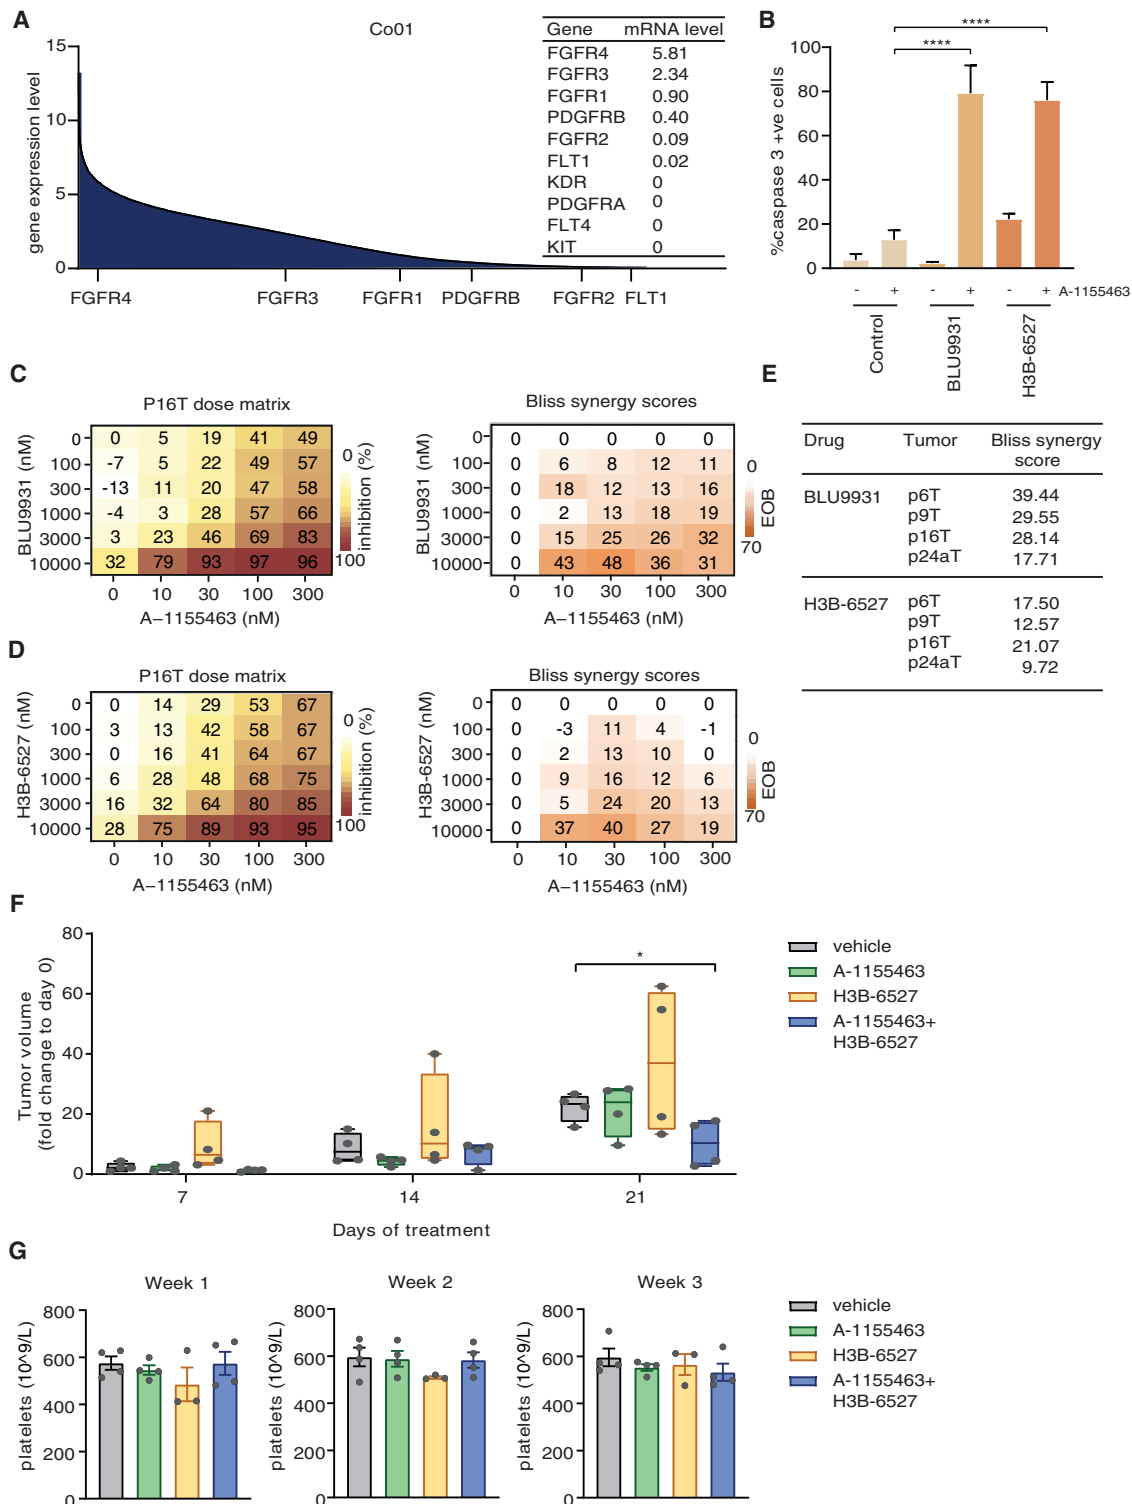 A
Co01
gene expression level
15
10
5
0
FGFR4 FGFR3 FGFR1 PDGFRB FGFR2 FLT1
Gene mRNA level
FGFR4 5.81
FGFR3 2.34
FGFR1 0.90
PDGFRB 0.40
FGFR2 0.09
FLT1 0.02
KDR 0
PDGFRA 0
FLT4 0
KIT 0
B
****
****
%caspase 3 +ve cells
100
80
60
40
20
0
- + - + - + A-1155463
Control
BLU9931
H3B-6527
C
P16T dose matrix
BLU9931 (nM)
0 0 5 19 41 49
100 -7 5 22 49 57
300 -13 11 20 47 58
1000 -4 3 28 57 66
3000 3 23 46 69 83
10000 32 79 93 97 96
0 10 30 100 300
A-1155463 (nM)
0
inhibition (%)
100
Bliss synergy scores
BLU9931 (nM)
0 0 0 0 0 0
100 0 6 8 12 11
300 0 18 12 13 16
1000 0 2 13 18 19
3000 0 15 25 26 32
10000 0 43 48 36 31
0 10 30 100 300
A-1155463 (nM)
0
EOB
70
E
Drug Tumor Bliss synergy
score
BLU9931 p6T 39.44
p9T 29.55
p16T 28.14
p24aT 17.71
H3B-6527 p6T 17.50
p9T 12.57
p16T 21.07
p24aT 9.72
D
P16T dose matrix
H3B-6527 (nM)
0 0 14 29 53 67
100 3 13 42 58 67
300 0 16 41 64 67
1000 6 28 48 68 75
3000 16 32 64 80 85
10000 28 75 89 93 95
0 10 30 100 300
A-1155463 (nM)
0
inhibition (%)
100
Bliss synergy scores
H3B-6527 (nM)
0 0 0 0 0 0
100 0 -3 11 4 -1
300 0 2 13 10 0
1000 0 9 16 12 6
3000 0 5 24 20 13
10000 0 37 40 27 19
0 10 30 100 300
A-1155463 (nM)
0
EOB
70
F
Tumor volume
(fold change to day 0)
80
60
40
20
0
*
7 14 21
Days of treatment
vehicle
A-1155463
H3B-6527
A-1155463+
H3B-6527
G
Week 1
platelets (10^9/L)
800
600
400
200
0
Week 2
platelets (10^9/L)
800
600
400
200
0
Week 3
platelets (10^9/L)
800
600
400
200
0
vehicle
A-1155463
H3B-6527
A-1155463+
H3B-6527